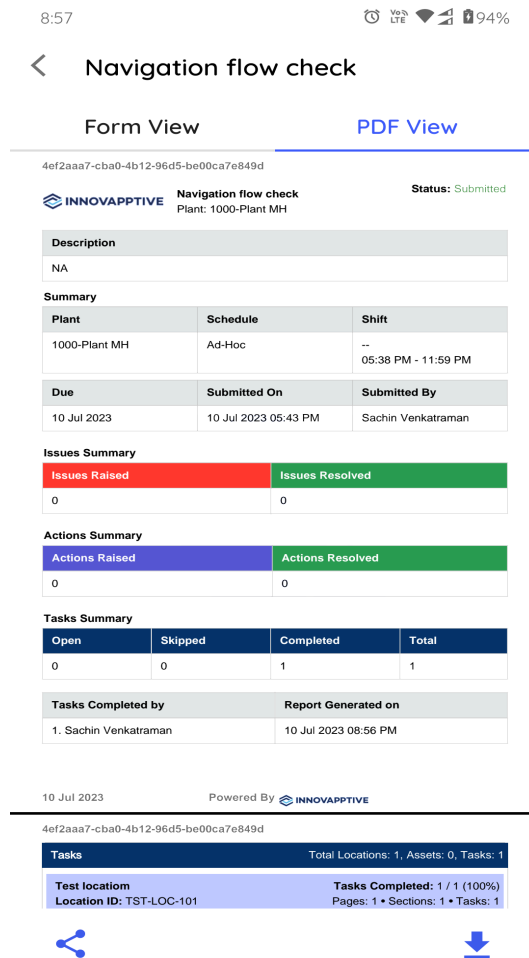 8:57 Vo LTE 94%
Navigation flow check
Form View PDF View
4ef2aaa7-cba0-4b12-96d5-be00ca7e849d
INNOVAPPTIVE Navigation flow check Status: Submitted
Plant: 1000-Plant MH
Description
NA
Summary
Plant Schedule Shift
1000-Plant MH Ad-Hoc --
05:38 PM - 11:59 PM
Due Submitted On Submitted By
10 Jul 2023 10 Jul 2023 05:43 PM Sachin Venkatraman
Issues Summary
Issues Raised Issues Resolved
0 0
Actions Summary
Actions Raised Actions Resolved
0 0
Tasks Summary
Open Skipped Completed Total
0 0 1 1
Tasks Completed by Report Generated on
1. Sachin Venkatraman 10 Jul 2023 08:56 PM
10 Jul 2023 Powered By INNOVAPPTIVE
4ef2aaa7-cba0-4b12-96d5-be00ca7e849d
Tasks Total Locations: 1, Assets: 0, Tasks: 1
Test locatiom Tasks Completed: 1 / 1 (100%)
Location ID: TST-LOC-101 Pages: 1 • Sections: 1 • Tasks: 1